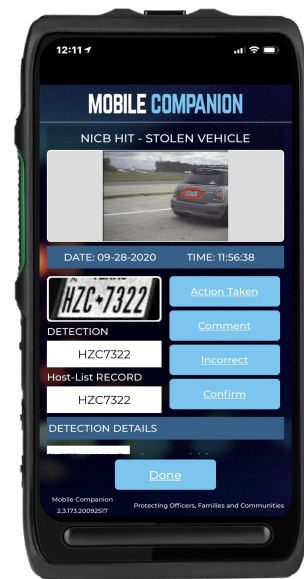 12:11
MOBILE COMPANION
NICB HIT - STOLEN VEHICLE
DATE: 09-28-2020 TIME: 11:56:38
TEXAS
HZC•7322
Action Taken
DETECTION
Comment
HZC7322
Incorrect
Host-List RECORD
HZC7322
Confirm
DETECTION DETAILS
Done
Mobile Companion
2.3.173.20092517
Protecting Officers, Families and Communities